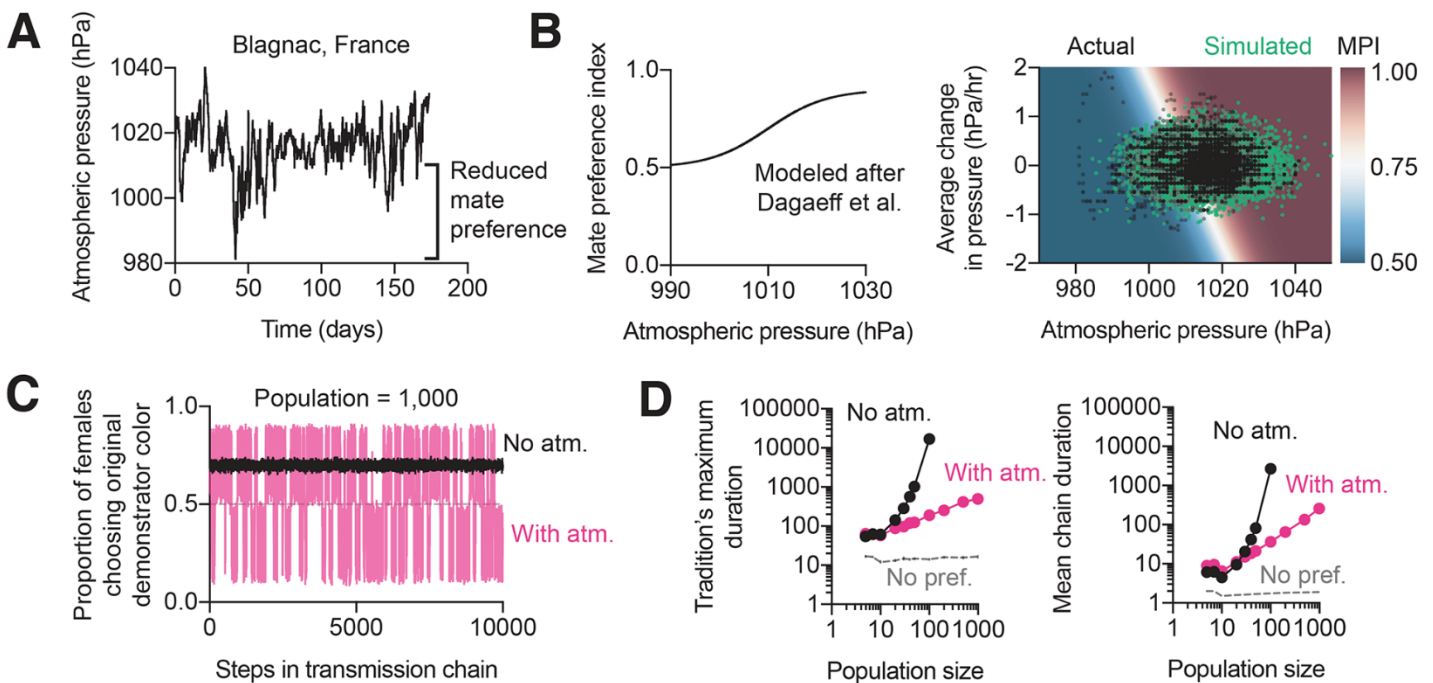 A
Blagnac, France
Atmospheric pressure (hPa)
1040
1020
1000
980
0
50
100
150
200
Time (days)
Reduced
mate
preference
B
Mate preference index
1.0
0.5
0.0
990
1010
1030
Atmospheric pressure (hPa)
Modeled after
Dagaeff et al.
Actual
Simulated
MPI
Average change
in pressure (hPa/hr)
2
1
0
-1
-2
980
1000
1020
1040
Atmospheric pressure (hPa)
1.00
0.75
0.50
C
Population = 1,000
Proportion of females
choosing original
demonstrator color
1.0
0.5
0.0
0
5000
10000
Steps in transmission chain
No atm.
With atm.
D
Tradition's maximum
duration
100000
10000
1000
100
10
1
No atm.
With atm.
No pref.
1
10
100
1000
Population size
Mean chain duration
100000
10000
1000
100
10
1
No atm.
With atm.
No pref.
1
10
100
1000
Population size